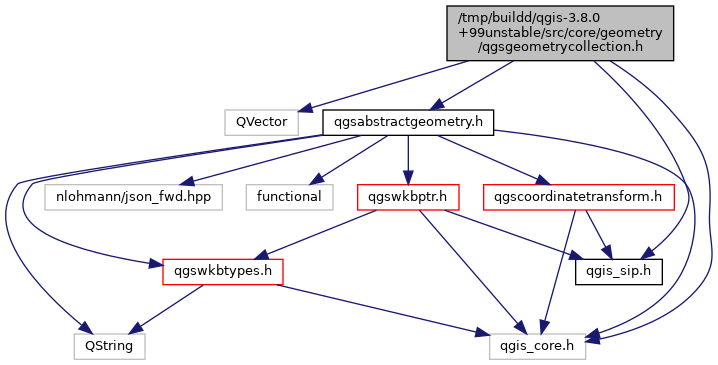 /tmp/buildd/qgis-3.8.0
+99unstable/src/core/geometry
/qgsgeometrycollection.h
QVector
qgsabstractgeometry.h
nlohmann/json_fwd.hpp
functional
qgswkbptr.h
qgscoordinatetransform.h
qgswkbtypes.h
qgis_sip.h
QString
qgis_core.h